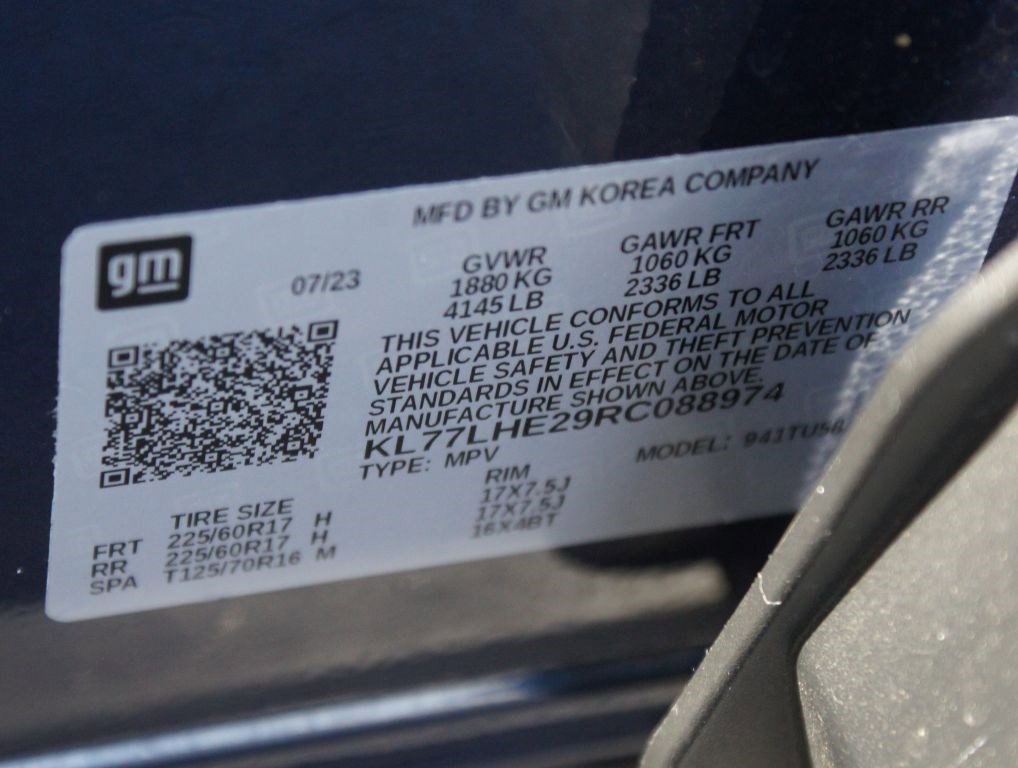 MFD BY GM KOREA COMPANY
gm
07/23
GVWR GAWR FRT GAWR RR
1880 KG 1060 KG 1060 KG
4145 LB 2336 LB 2336 LB
THIS VEHICLE CONFORMS TO ALL
APPLICABLE U.S. FEDERAL MOTOR
VEHICLE SAFETY AND THEFT PREVENTION
STANDARDS IN EFFECT ON THE DATE OF
MANUFACTURE SHOWN ABOVE.
KL77LHE29RC088974
TYPE: MPV MODEL:
TIRE SIZE RIM
FRT 225/60R17 H 17X7.5J
RR 225/60R17 H 17X7.5J
SPA T125/70R16 M 16X4BT